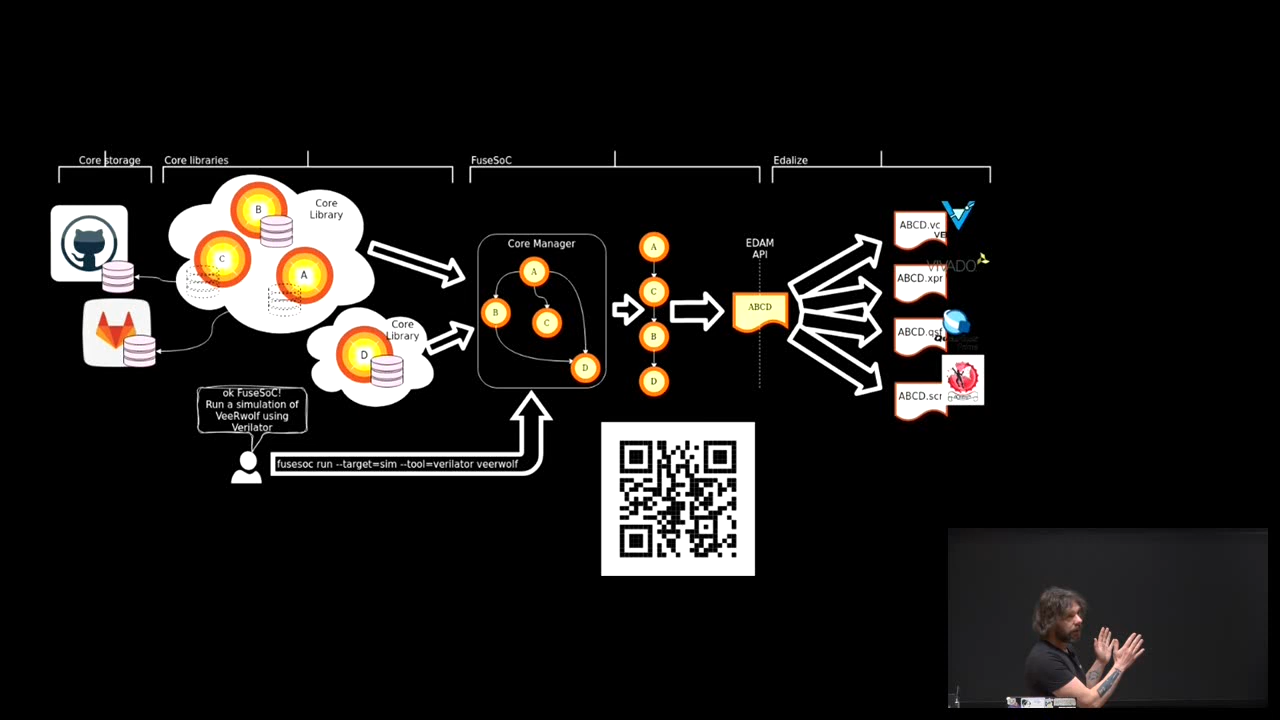 Core storage
Core libraries
FuseSoC
Edalize
Core
Library
B
C
A
Core
Library
D
Core Manager
A
B
C
D
A
C
B
D
EDAM
API
ABCD
ABCD.vc
VIVADO
ABCD.xpr
ABCD.qsf
ABCD.scr
ok FuseSoC!
Run a simulation of
VeeRwolf using
Verilator
fusesoc run --target=sim --tool=verilator veerwolf